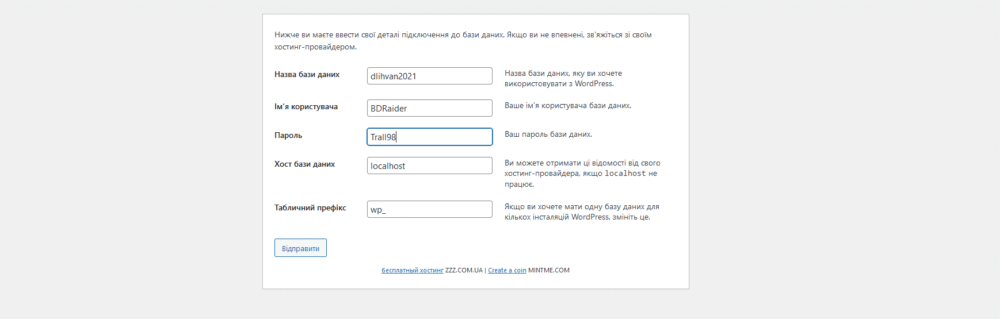 Нижче ви маєте ввести свої деталі підключення до бази даних. Якщо ви не впевнені, зв'яжіться зі своїм
хостинг-провайдером.
Назва бази даних
dlihvan2021
Назва бази даних, яку ви хочете
використовувати з WordPress.
Ім'я користувача
BDRaider
Ваше ім’я користувача бази даних.
Пароль
Trall98
Ваш пароль бази даних.
Хост бази даних
localhost
Ви можете отримати ці відомості від свого
хостинг-провайдера, якщо localhost не
працює.
Табличний префікс
wp_
Якщо ви хочете мати одну базу даних для
кількох інсталяцій WordPress, змініть це.
Відправити
бесплатный хостинг ZZZ.COM.UA | Create a coin MINTME.COM